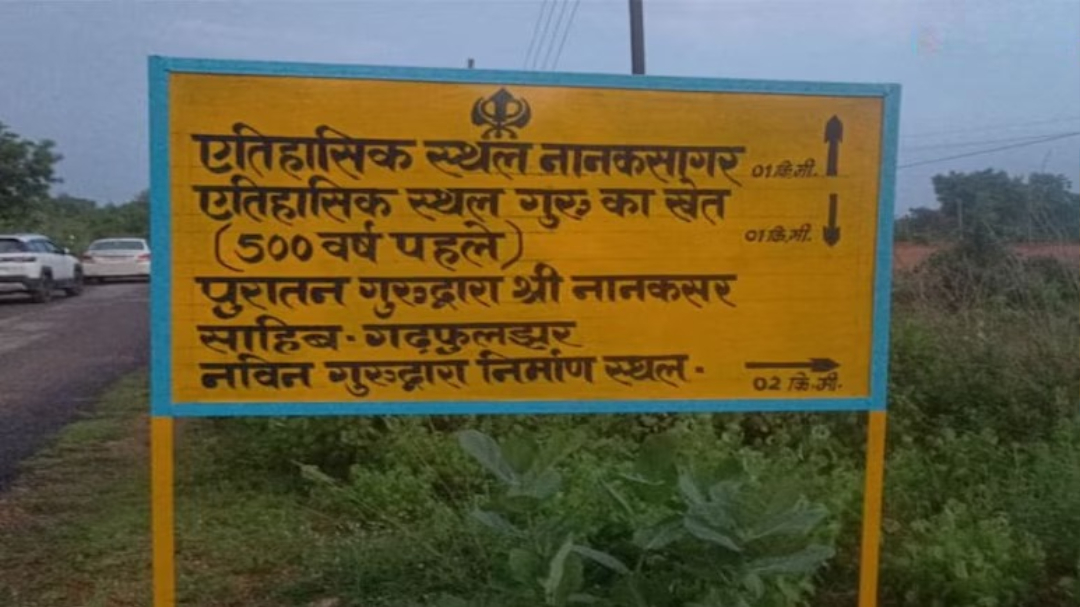 एतिहासिक स्थल नानकसागर 01 कि.मी.
एतिहासिक स्थल गुरु का खेत
(500 वर्ष पहले) 01 कि.मी.
पुरातन गुरुद्वारा श्री नानकसर
साहिब - गढ़फुलझर
नविन गुरुद्वारा निर्माण स्थल - 02 कि.मी.